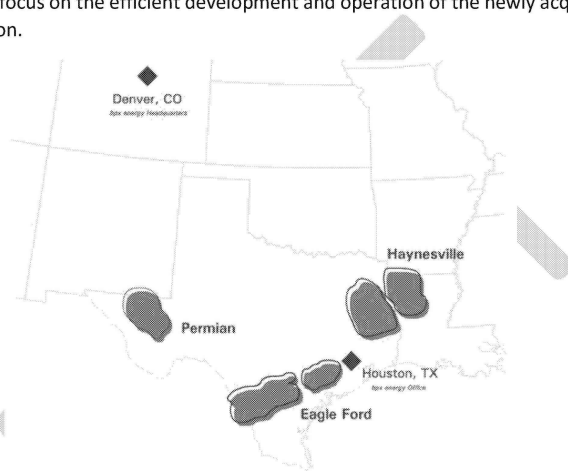 focus on the efficient development and operation of the newly acq
on.
Denver, CO
bpx energy Headquarters
Haynesville
Permian
Houston, TX
bpx energy Office
Eagle Ford